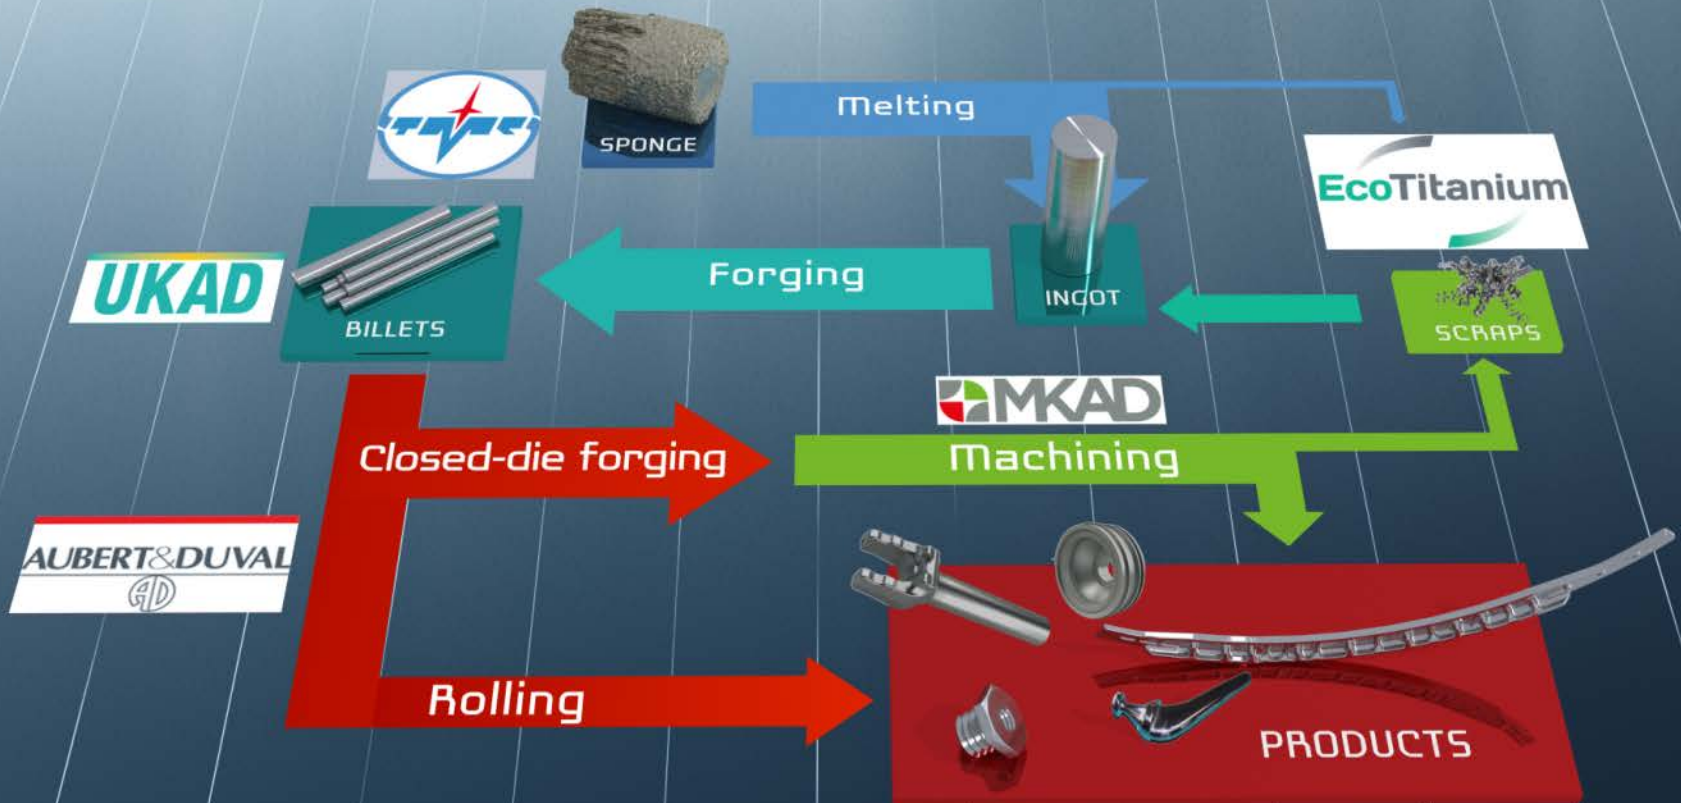 Melting
SPONGE
EcoTitanium
UKAD
Forging
INGOT
BILLETS
SCRAPS
MKAD
Closed-die forging
Machining
AUBERT&DUVAL
AD
Rolling
PRODUCTS